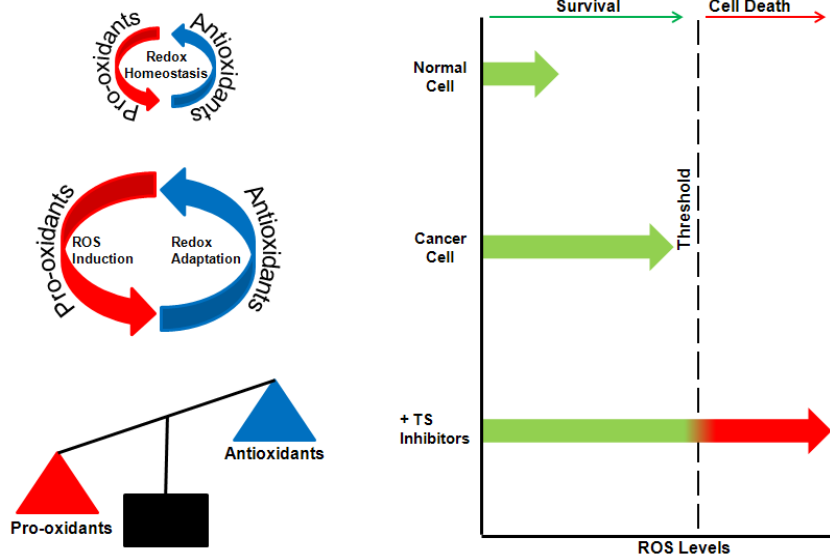 Pro-oxidants
Antioxidants
Redox
Homeostasis
Pro-oxidants
Antioxidants
ROS
Induction
Redox
Adaptation
Antioxidants
Pro-oxidants
Survival
Cell Death
Normal
Cell
Threshold
Cancer
Cell
+ TS
Inhibitors
ROS Levels